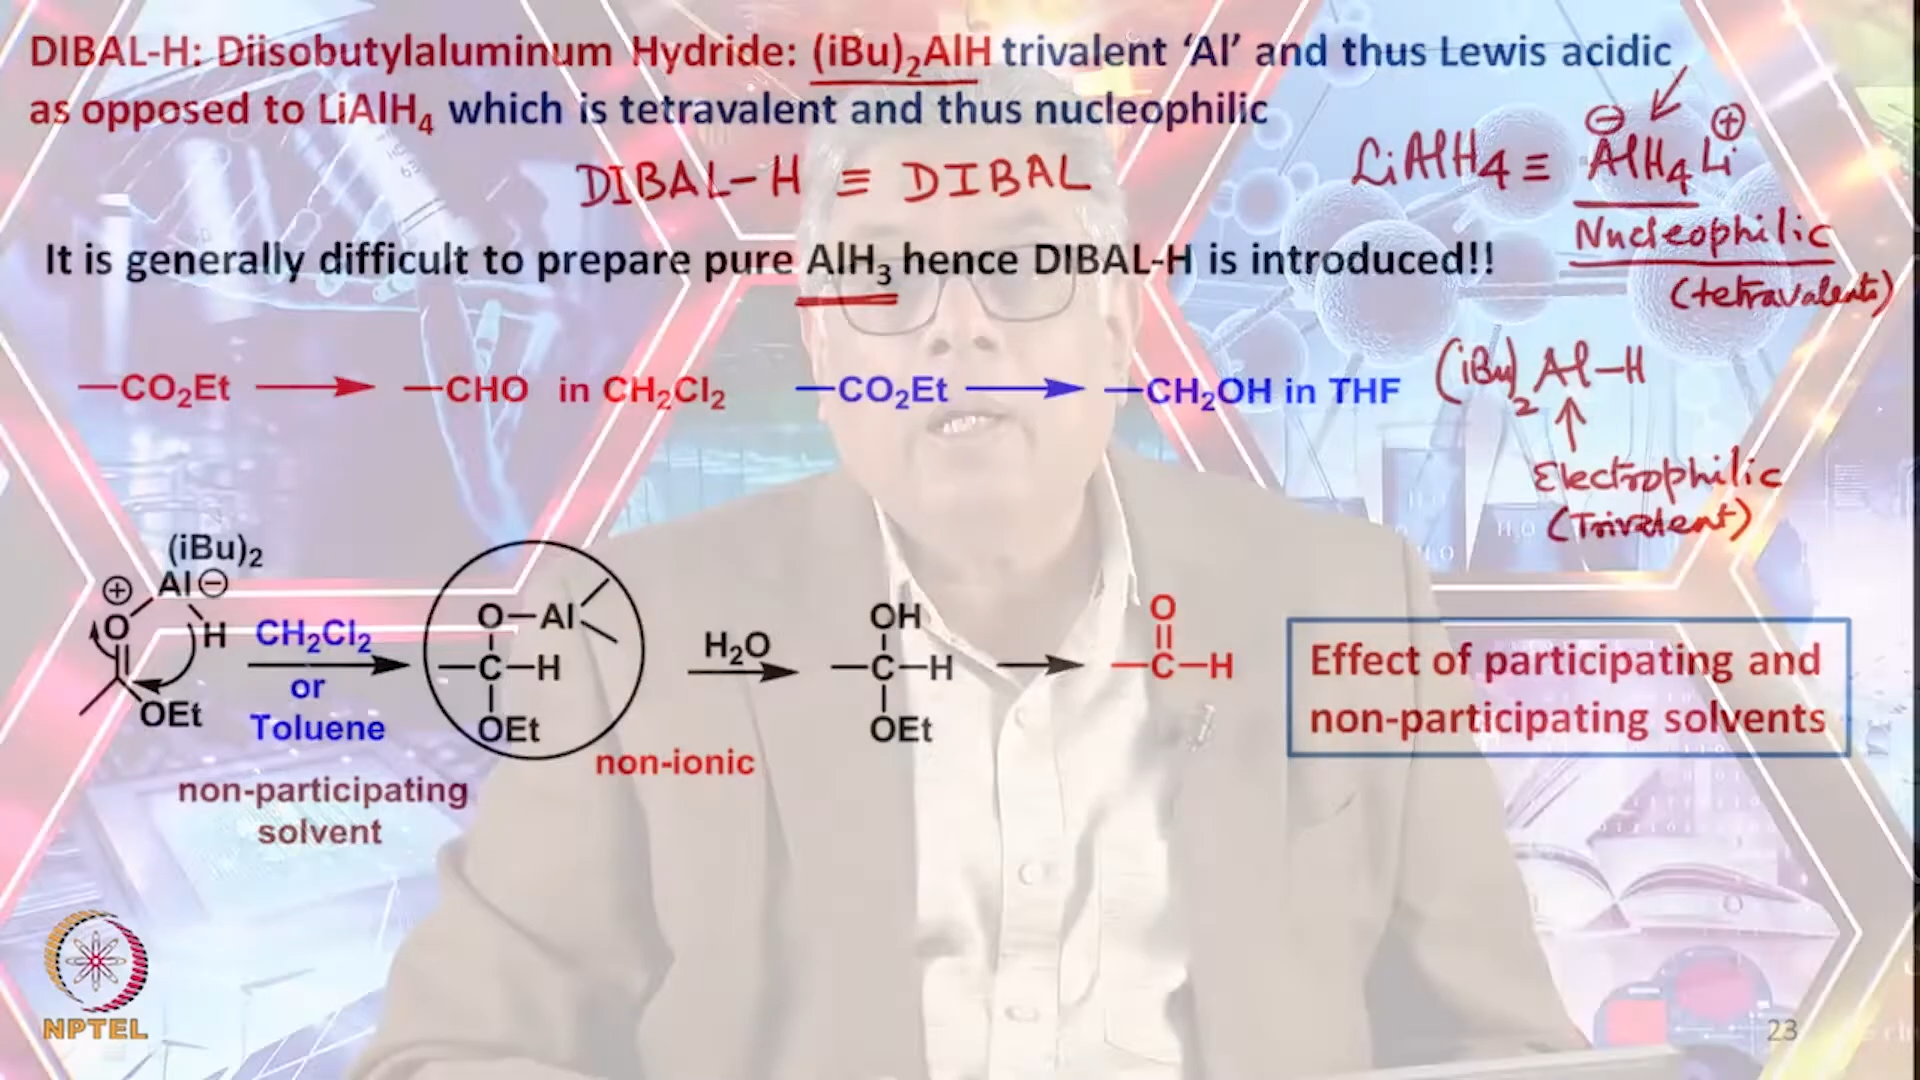 DIBAL-H: Diisobutylaluminum Hydride: (iBu)₂AlH trivalent ‘Al’ and thus Lewis acidic
as opposed to LiAlH₄ which is tetravalent and thus nucleophilic
DIBAL-H ≡ DIBAL
LiAlH4 ≡ ⊖AlH4 Li⊕
Nucleophilic
(tetravalent)
It is generally difficult to prepare pure AlH₃ hence DIBAL-H is introduced!!
—CO₂Et → —CHO in CH₂Cl₂
—CO₂Et → —CH₂OH in THF
(iBu)₂ Al—H
↑
Electrophilic
(Trivalent)
(iBu)₂
⊕ Al⊖
O H
OEt
CH₂Cl₂
or
Toluene
non-participating
solvent
O—Al
—C—H
OEt
non-ionic
H₂O
OH
—C—H
OEt
O
—C—H
Effect of participating and
non-participating solvents
NPTEL
23